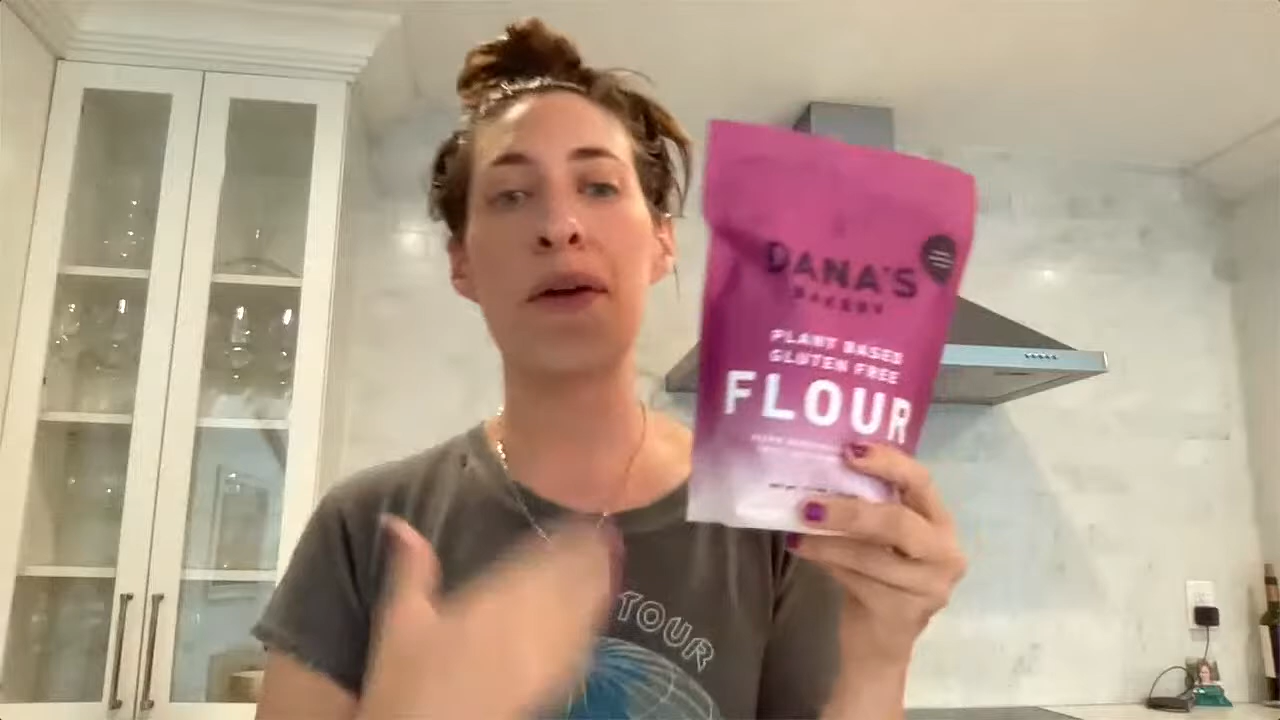 DANA'S
BAKERY
PLANT BASED
GLUTEN FREE
FLOUR
TOUR